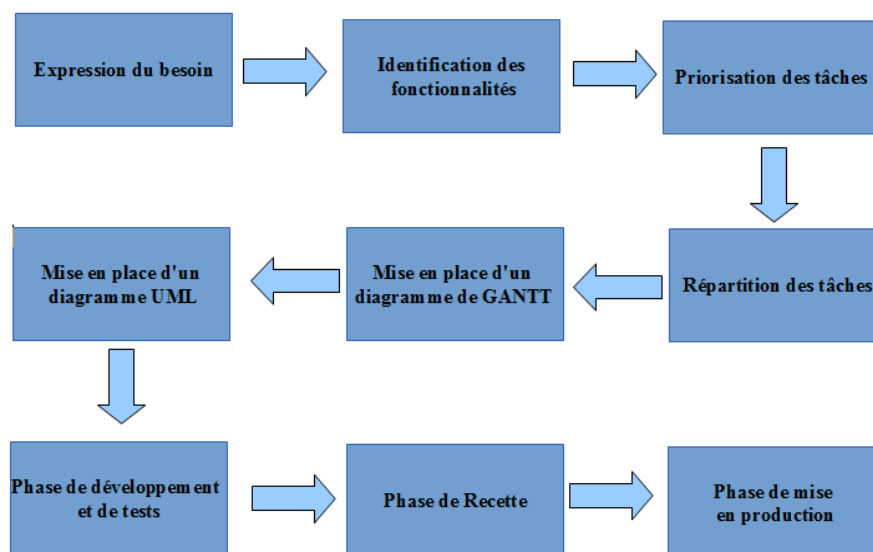 Expression du besoin
Identification des
fonctionnalités
Priorisation des tâches
Répartition des tâches
Mise en place d'un
diagramme de GANTT
Mise en place d'un
diagramme UML
Phase de développement
et de tests
Phase de Recette
Phase de mise
en production